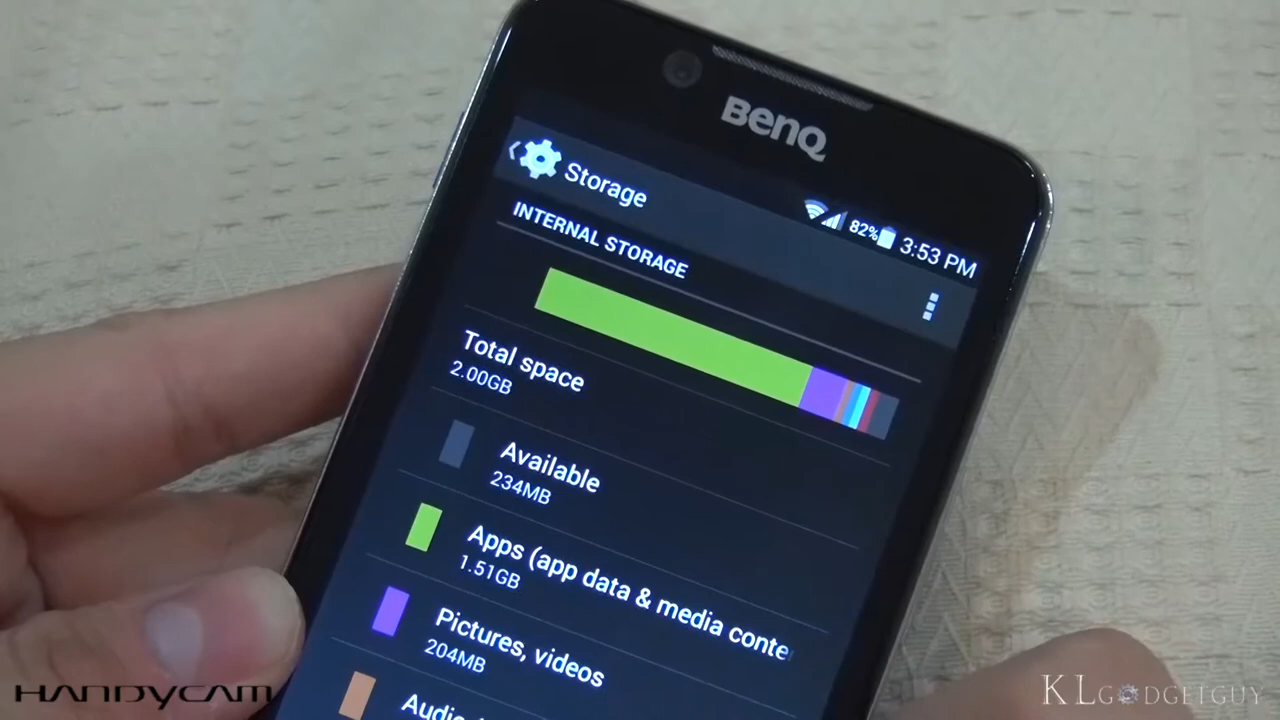 BenQ
82% 3:53 PM
Storage
INTERNAL STORAGE
Total space
2.00GB
Available
234MB
Apps (app data & media conte
1.51GB
Pictures, videos
204MB
HANDYCAM
KLGADGETGUY